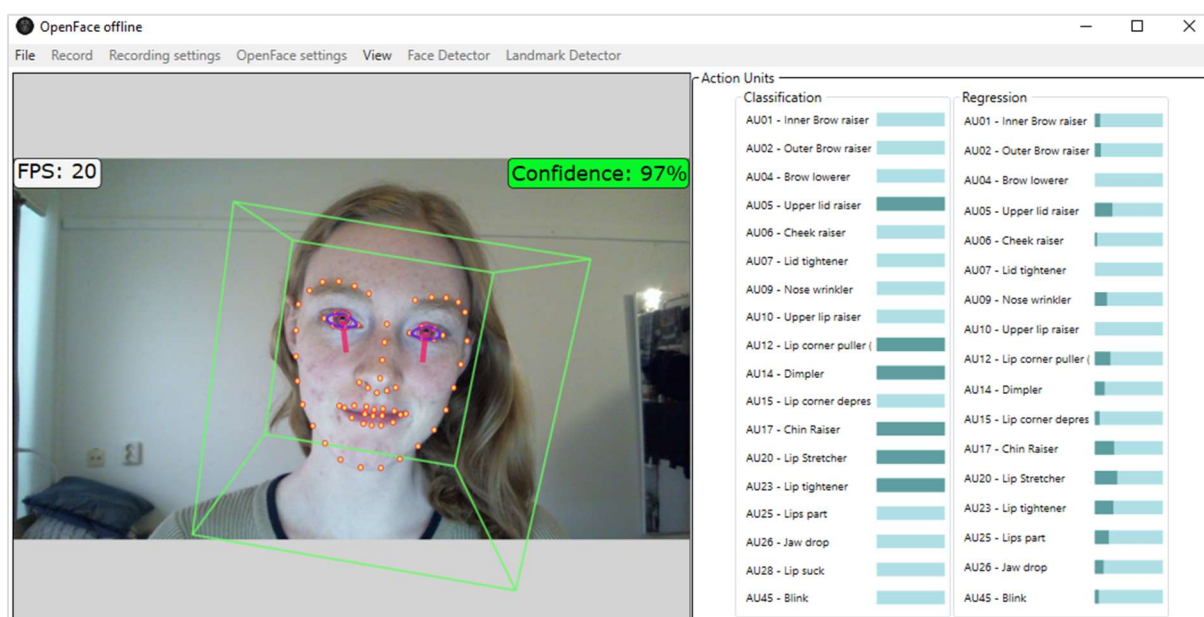 OpenFace offline
File Record Recording settings OpenFace settings View Face Detector Landmark Detector
FPS: 20
Confidence: 97%
Action Units
Classification
AU01 - Inner Brow raiser
AU02 - Outer Brow raiser
AU04 - Brow lowerer
AU05 - Upper lid raiser
AU06 - Cheek raiser
AU07 - Lid tightener
AU09 - Nose wrinkler
AU10 - Upper lip raiser
AU12 - Lip corner puller (
AU14 - Dimpler
AU15 - Lip corner depres
AU17 - Chin Raiser
AU20 - Lip Stretcher
AU23 - Lip tightener
AU25 - Lips part
AU26 - Jaw drop
AU28 - Lip suck
AU45 - Blink
Regression
AU01 - Inner Brow raiser
AU02 - Outer Brow raiser
AU04 - Brow lowerer
AU05 - Upper lid raiser
AU06 - Cheek raiser
AU07 - Lid tightener
AU09 - Nose wrinkler
AU10 - Upper lip raiser
AU12 - Lip corner puller (
AU14 - Dimpler
AU15 - Lip corner depres
AU17 - Chin Raiser
AU20 - Lip Stretcher
AU23 - Lip tightener
AU25 - Lips part
AU26 - Jaw drop
AU45 - Blink